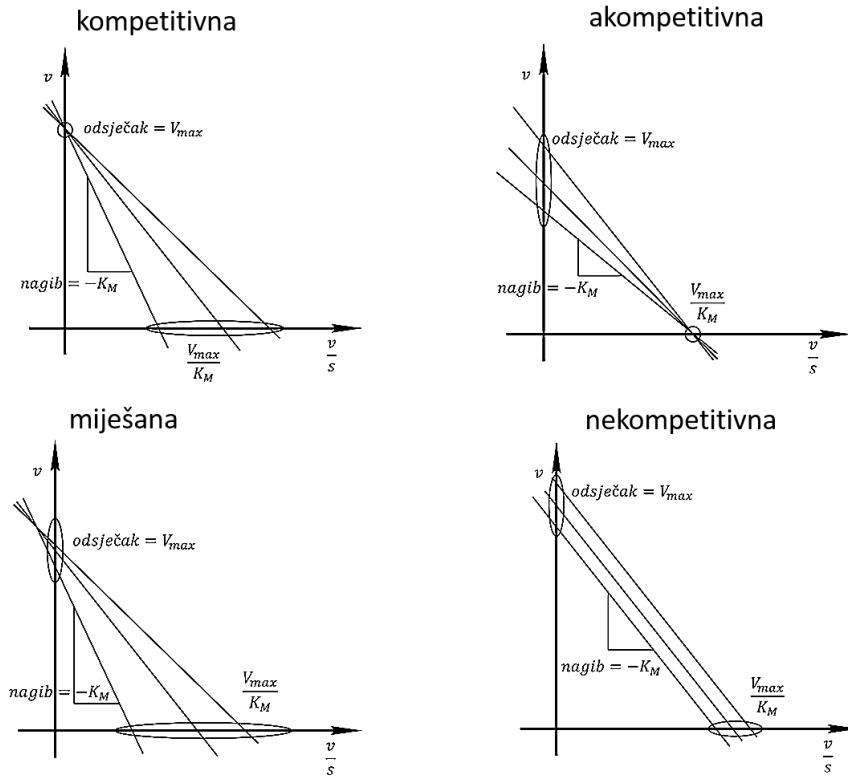 kompetitivna
v
odsječak = V_max
nagib = −K_M
V_max
K_M
v
s
akompetitivna
v
odsječak = V_max
nagib = −K_M
V_max
K_M
v
s
miješana
v
odsječak = V_max
nagib = −K_M
V_max
K_M
v
s
nekompetitivna
v
odsječak = V_max
nagib = −K_M
V_max
K_M
v
s